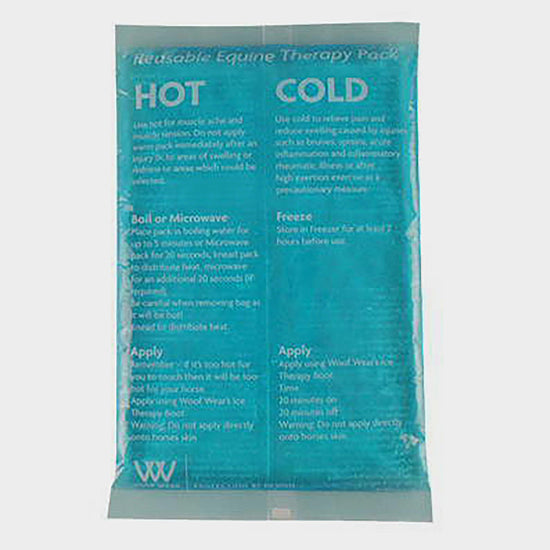 Reusable Equine Therapy Pack
HOT
Use hot for muscle ache and
muscle tension. Do not apply
warm pack immediately after an
injury or to areas of swelling or
redness or areas which could be
infected.
Boil or Microwave
Place pack in boiling water for
up to 5 minutes or Microwave
pack for 20 seconds, knead pack
to distribute heat, microwave
for an additional 20 seconds (if
required).
Be careful when removing bag as
it will be hot!
Knead to distribute heat.
Apply
Remember - if it's too hot for
you to touch then it will be too
hot for your horse.
Apply using Woof Wear's Ice
Therapy Boot
Warning: Do not apply directly
onto horses skin
COLD
Use cold to relieve pain and
reduce swelling caused by injuries
such as bruises, sprains, acute
inflammation and inflammatory
rheumatic illness or after
high exertion exercise as a
precautionary measure.
Freeze
Store in Freezer for at least 2
hours before use.
Apply
Apply using Woof Wear's Ice
Therapy Boot
Time
20 minutes on
20 minutes off
Warning: Do not apply directly
onto horses skin
WOOF WEAR